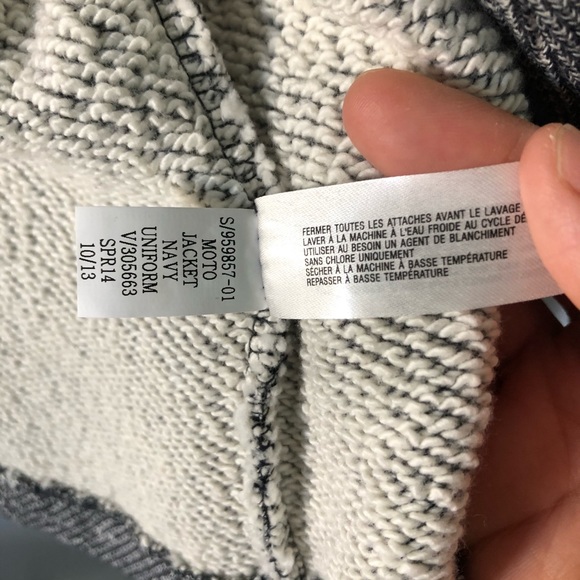 S/959857-01
MOTO
JACKET
NAVY
UNIFORM
V/305663
SPR14
10/13
FERMER TOUTES LES ATTACHES AVANT LE LAVAGE
LAVER À LA MACHINE À L'EAU FROIDE AU CYCLE DÉ
UTILISER AU BESOIN UN AGENT DE BLANCHIMENT
SANS CHLORE UNIQUEMENT
SÉCHER À LA MACHINE À BASSE TEMPÉRATURE
REPASSER À BASSE TEMPÉRATURE